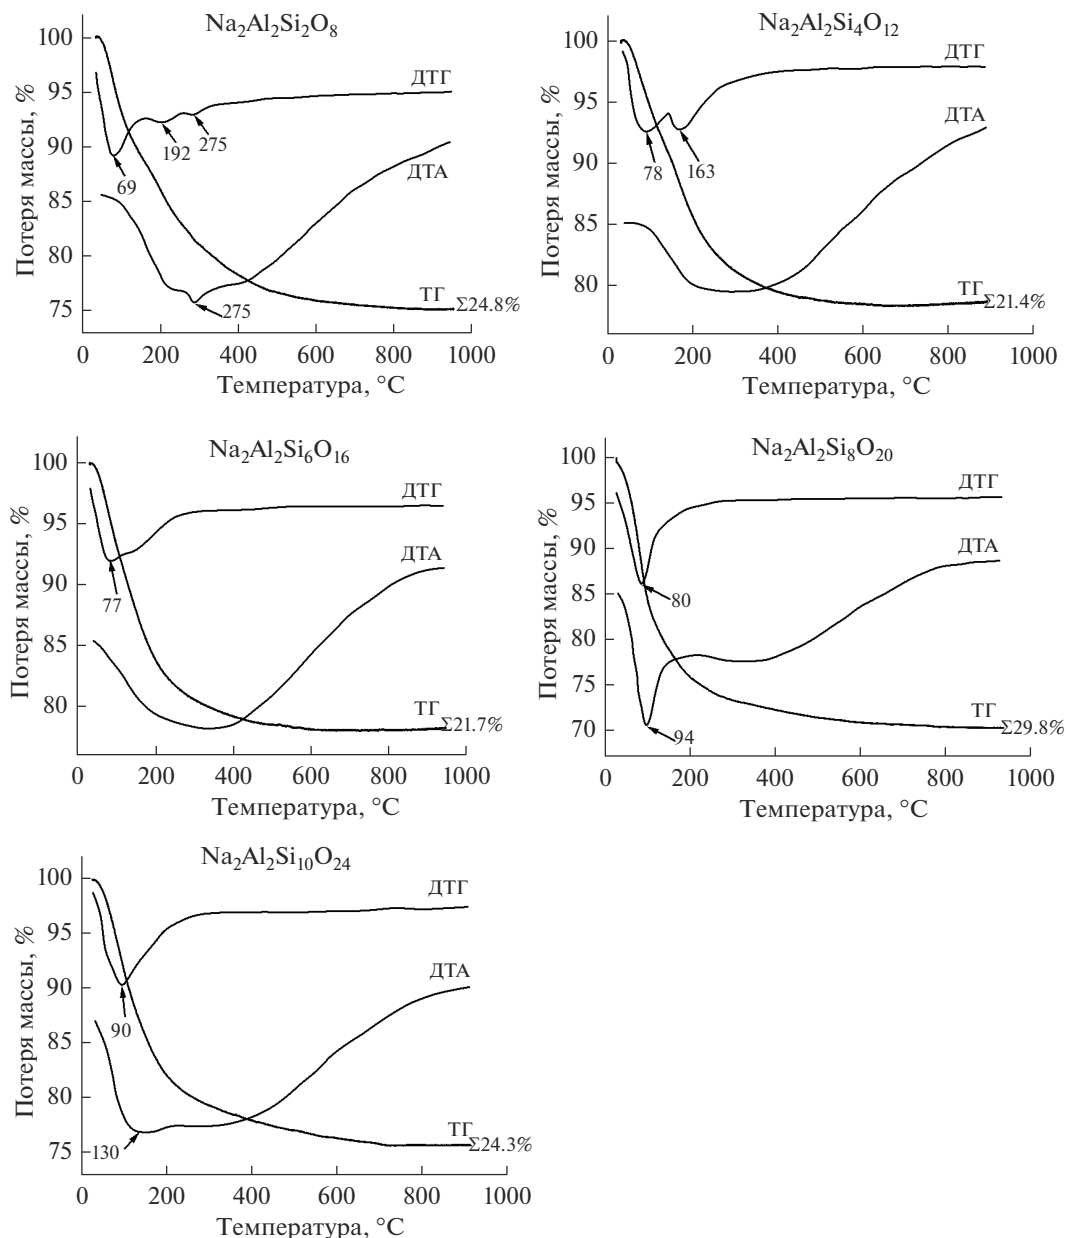 Na₂Al₂Si₂O₈
100
95
90
85
80
75
Потеря массы, %
ДТГ
ДТА
ТГ
Σ24.8%
69
192
275
275
0 200 400 600 800 1000
Температура, °C
Na₂Al₂Si₄O₁₂
100
95
90
85
80
Потеря массы, %
ДТГ
ДТА
ТГ
Σ21.4%
78
163
0 200 400 600 800 1000
Температура, °C
Na₂Al₂Si₆O₁₆
100
95
90
85
80
Потеря массы, %
ДТГ
ДТА
ТГ
Σ21.7%
77
0 200 400 600 800 1000
Температура, °C
Na₂Al₂Si₈O₂₀
100
95
90
85
80
75
70
Потеря массы, %
ДТГ
ДТА
ТГ
Σ29.8%
80
94
0 200 400 600 800 1000
Температура, °C
Na₂Al₂Si₁₀O₂₄
100
95
90
85
80
75
Потеря массы, %
ДТГ
ДТА
ТГ
Σ24.3%
90
130
0 200 400 600 800 1000
Температура, °C